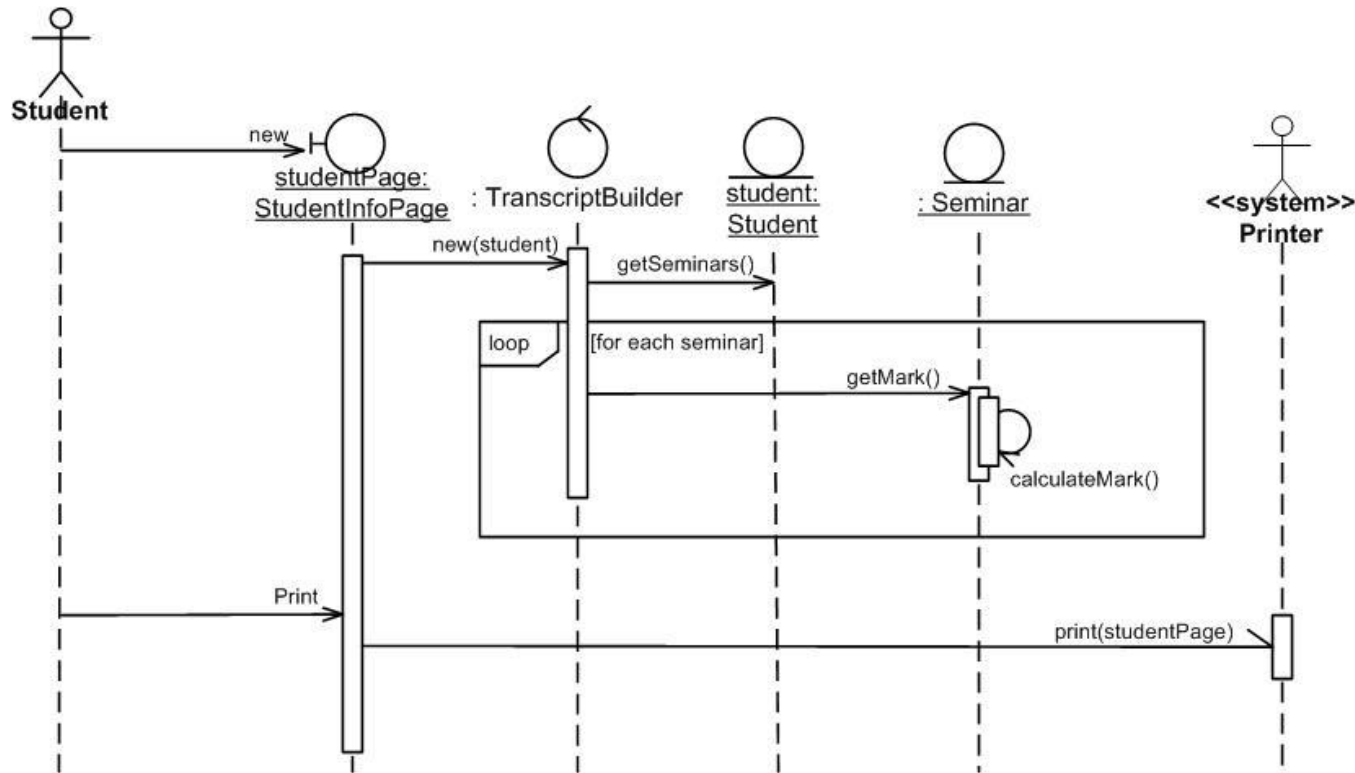 Student
new
studentPage:
StudentInfoPage
: TranscriptBuilder
student:
Student
: Seminar
<<system>>
Printer
new(student)
getSeminars()
loop
[for each seminar]
getMark()
calculateMark()
Print
print(studentPage)